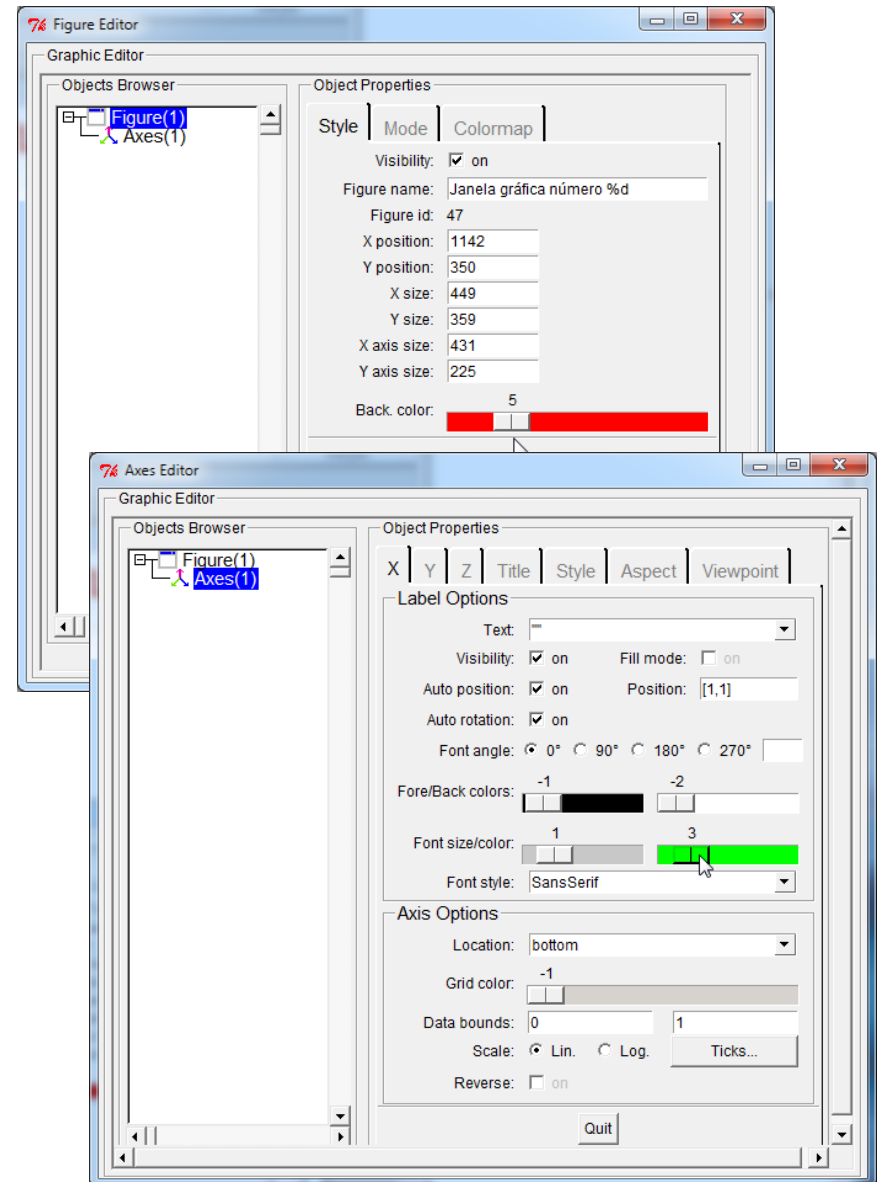 Figure Editor
Graphic Editor
Objects Browser
Object Properties
Figure(1)
Axes(1)
Style Mode Colormap
Visibility: on
Figure name: Janela gráfica número %d
Figure id: 47
X position: 1142
Y position: 350
X size: 449
Y size: 359
X axis size: 431
Y axis size: 225
5
Back. color:
Axes Editor
Graphic Editor
Objects Browser
Object Properties
Figure(1)
Axes(1)
X Y Z Title Style Aspect Viewpoint
Label Options
Text: ""
Visibility: on Fill mode: on
Auto position: on Position: [1,1]
Auto rotation: on
Font angle: 0° 90° 180° 270°
-1 -2
Fore/Back colors:
1 3
Font size/color:
Font style: SansSerif
Axis Options
Location: bottom
-1
Grid color:
Data bounds: 0 1
Scale: Lin. Log. Ticks...
Reverse: on
Quit